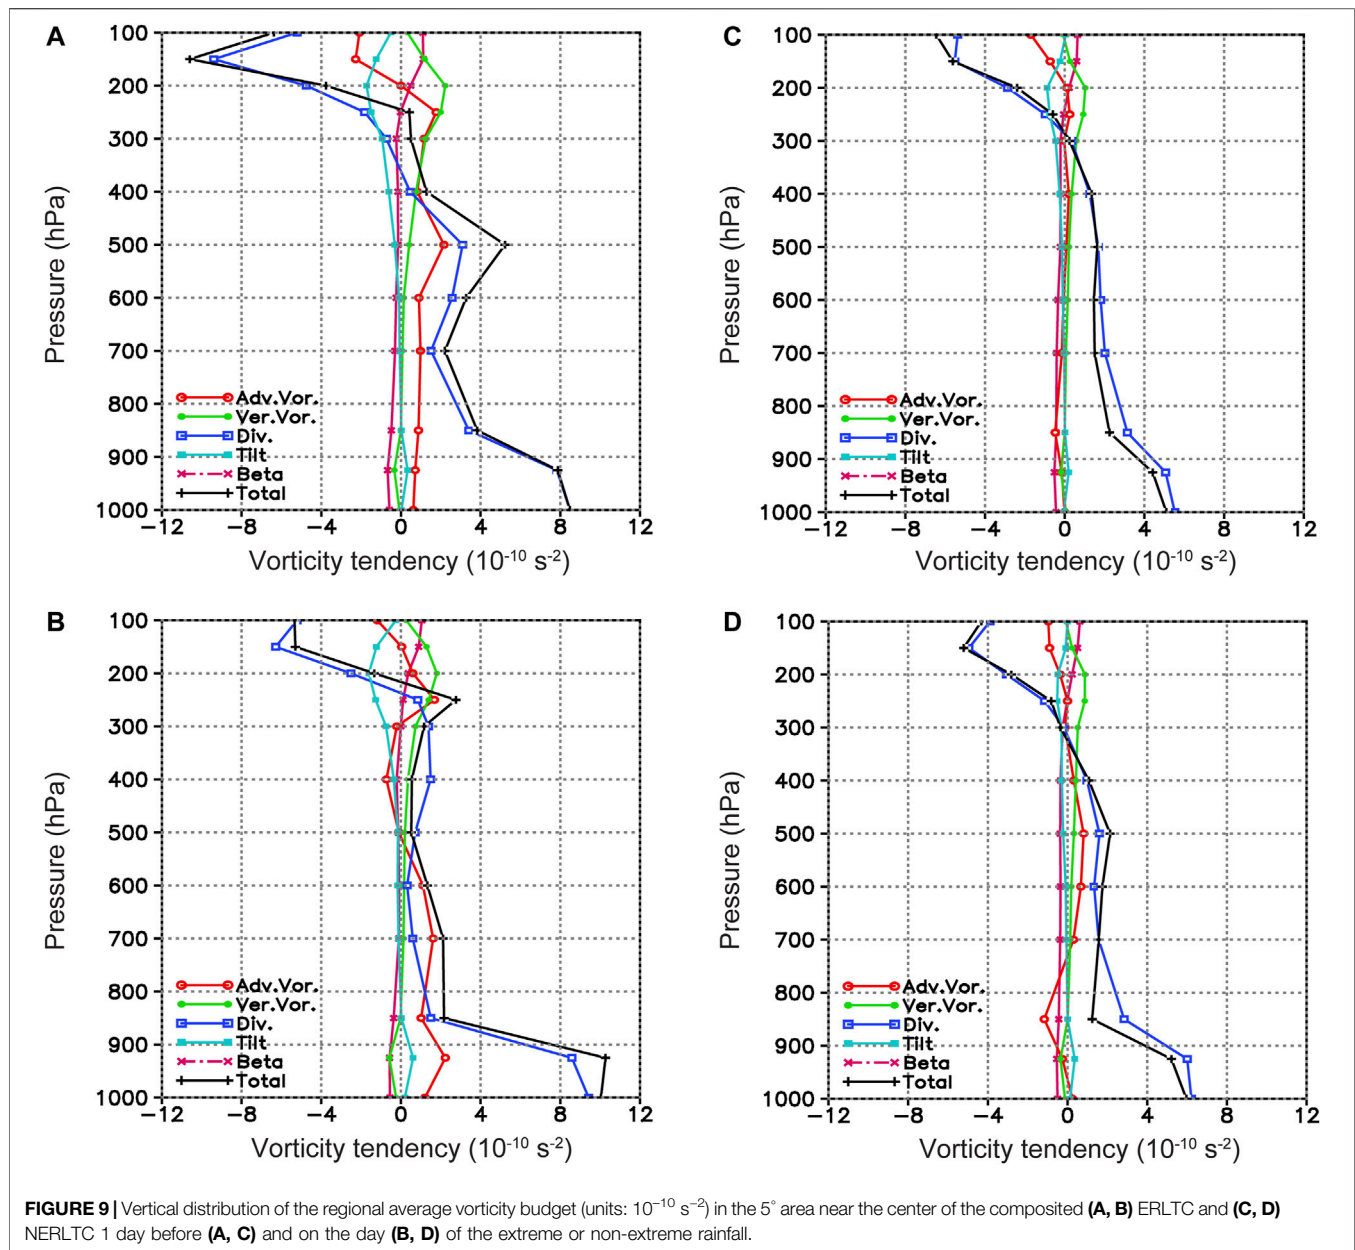 A
100
200
300
400
500
600
700
800
900
1000
Pressure (hPa)
Adv.Vor.
Ver.Vor.
Div.
Tilt
Beta
Total
-12 -8 -4 0 4 8 12
Vorticity tendency (10⁻¹⁰ s⁻²)
C
100
200
300
400
500
600
700
800
900
1000
Pressure (hPa)
Adv.Vor.
Ver.Vor.
Div.
Tilt
Beta
Total
-12 -8 -4 0 4 8 12
Vorticity tendency (10⁻¹⁰ s⁻²)
B
100
200
300
400
500
600
700
800
900
1000
Pressure (hPa)
Adv.Vor.
Ver.Vor.
Div.
Tilt
Beta
Total
-12 -8 -4 0 4 8 12
Vorticity tendency (10⁻¹⁰ s⁻²)
D
100
200
300
400
500
600
700
800
900
1000
Pressure (hPa)
Adv.Vor.
Ver.Vor.
Div.
Tilt
Beta
Total
-12 -8 -4 0 4 8 12
Vorticity tendency (10⁻¹⁰ s⁻²)
FIGURE 9 | Vertical distribution of the regional average vorticity budget (units: 10⁻¹⁰ s⁻²) in the 5° area near the center of the composited (A, B) ERLTC and (C, D)
NERLTC 1 day before (A, C) and on the day (B, D) of the extreme or non-extreme rainfall.